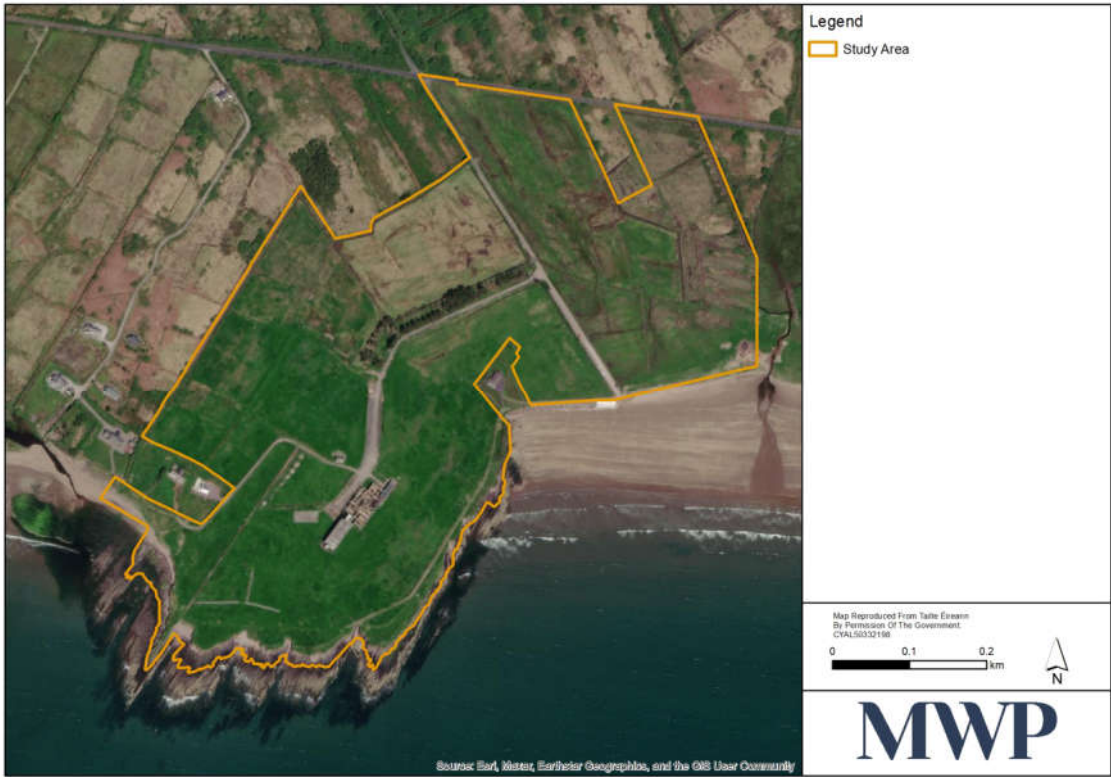 Legend
Study Area
Map Reproduced From Tailte Éireann
By Permission Of The Government.
CYAL50332198
0 0.1 0.2
km
N
MWP
Source: Esri, Maxar, Earthstar Geographics, and the GIS User Community